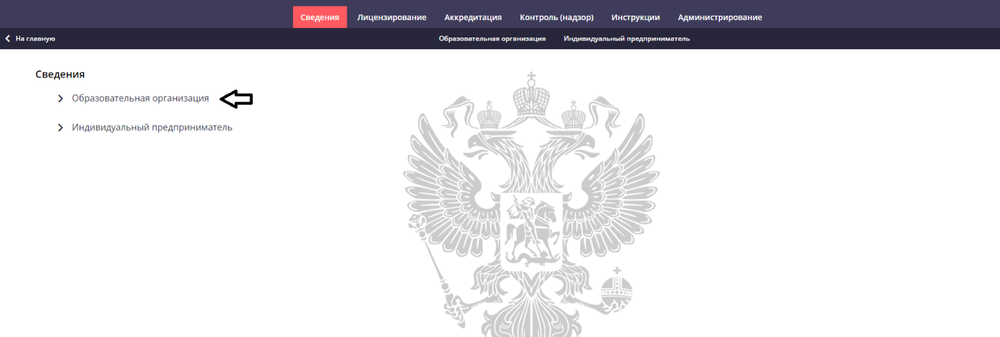 Сведения Лицензирование Аккредитация Контроль (надзор) Инструкции Администрирование
На главную Образовательная организация Индивидуальный предприниматель
Сведения
Образовательная организация
Индивидуальный предприниматель